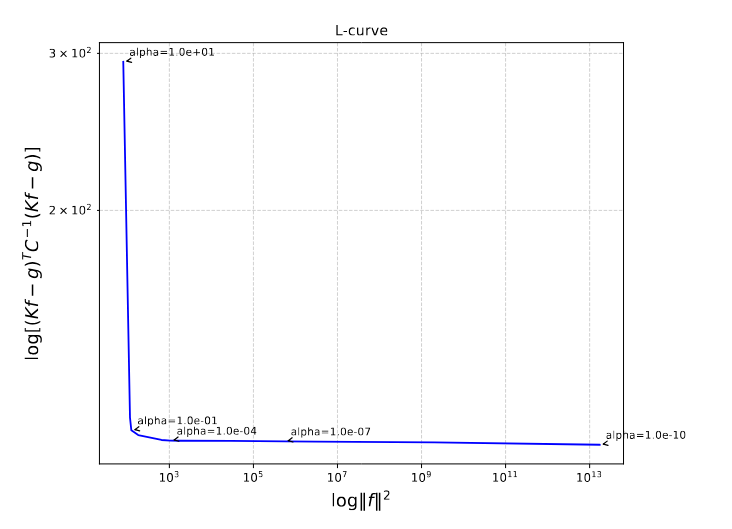 L-curve
3 × 10²
alpha=1.0e+01
log[(Kf − g)ᵀC⁻¹(Kf − g)]
2 × 10²
alpha=1.0e-01
alpha=1.0e-04
alpha=1.0e-07
alpha=1.0e-10
10³ 10⁵ 10⁷ 10⁹ 10¹¹ 10¹³
log‖f‖²